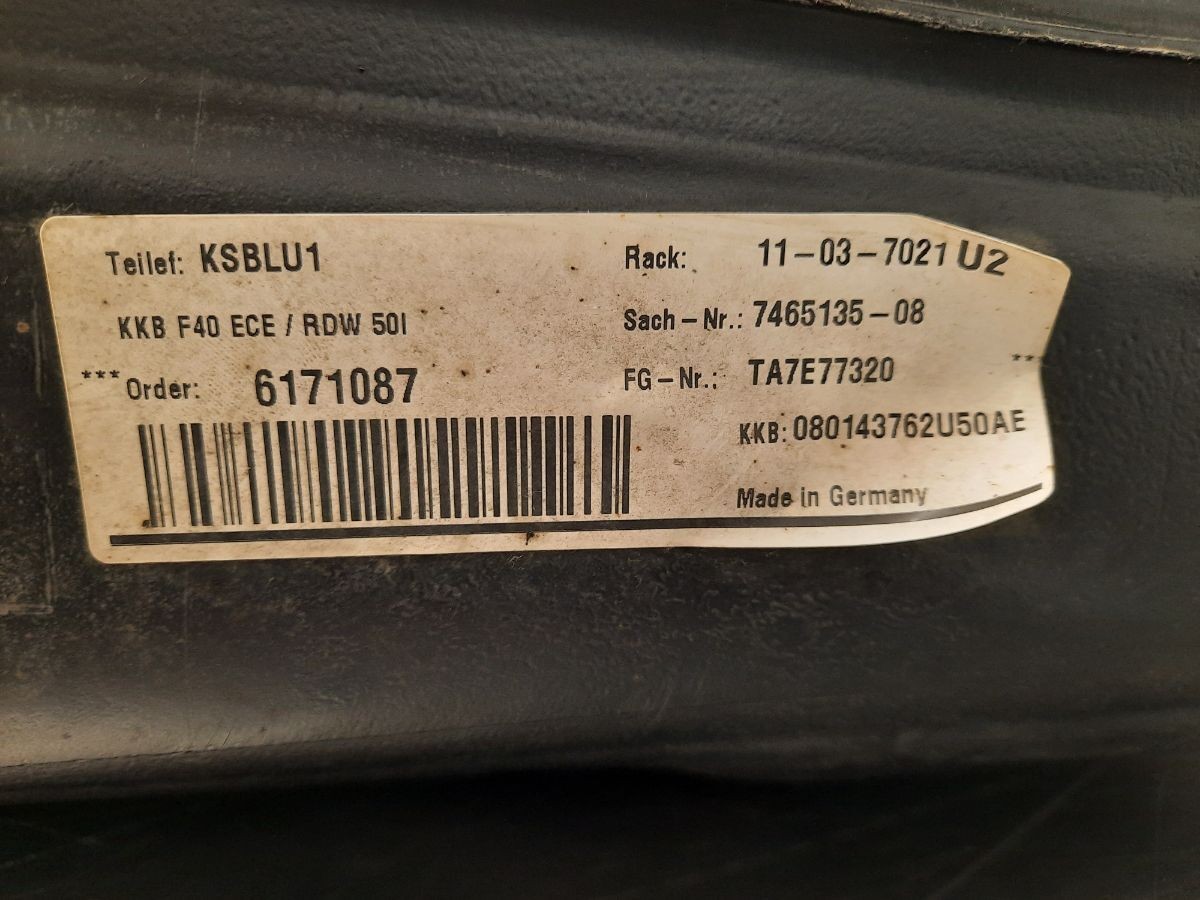 Teilef: KSBLU1
KKB F40 ECE / RDW 50l
*** Order: 6171087
Rack: 11-03-7021 U2
Sach-Nr.: 7465135-08
FG-Nr.: TA7E77320 ***
KKB: 080143762U50AE
Made in Germany